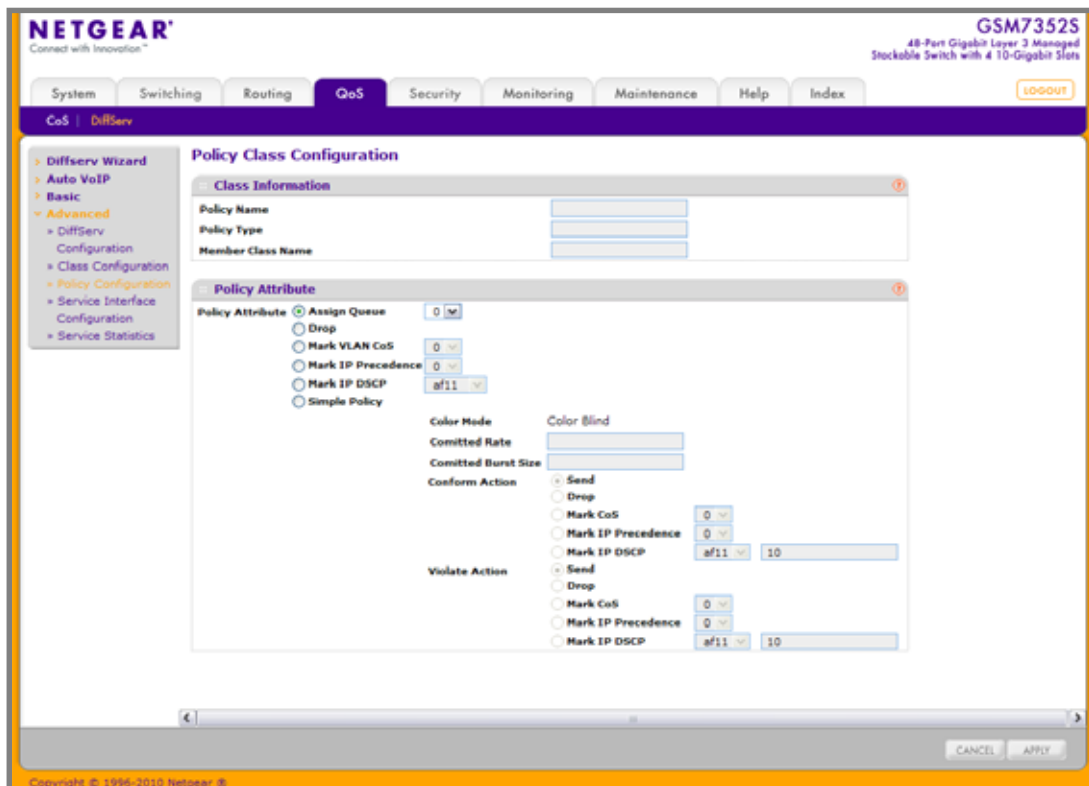 NETGEAR®
Connect with Innovation™
GSM7352S
48-Port Gigabit Layer 3 Managed
Stackable Switch with 4 10-Gigabit Slots
System Switching Routing QoS Security Monitoring Maintenance Help Index LOGOUT
CoS | DiffServ
Diffserv Wizard
Auto VoIP
Basic
Advanced
» DiffServ
Configuration
» Class Configuration
» Policy Configuration
» Service Interface
Configuration
» Service Statistics
Policy Class Configuration
Class Information ?
Policy Name
Policy Type
Member Class Name
Policy Attribute ?
Policy Attribute Assign Queue 0
Drop
Mark VLAN CoS 0
Mark IP Precedence 0
Mark IP DSCP af11
Simple Policy
Color Mode Color Blind
Comitted Rate
Comitted Burst Size
Conform Action Send
Drop
Mark CoS 0
Mark IP Precedence 0
Mark IP DSCP af11 10
Violate Action Send
Drop
Mark CoS 0
Mark IP Precedence 0
Mark IP DSCP af11 10
CANCEL APPLY
Copyright © 1996-2010 Netgear ®